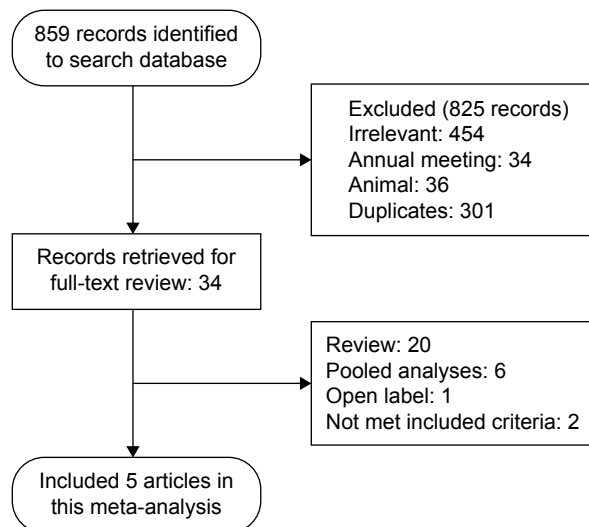 859 records identified
to search database
Excluded (825 records)
Irrelevant: 454
Annual meeting: 34
Animal: 36
Duplicates: 301
Records retrieved for
full-text review: 34
Review: 20
Pooled analyses: 6
Open label: 1
Not met included criteria: 2
Included 5 articles in
this meta-analysis